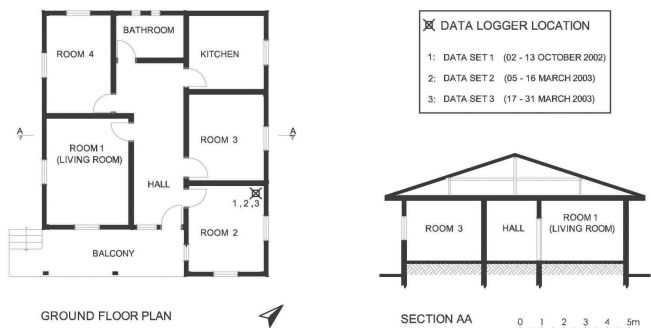 BATHROOM
ROOM 4
KITCHEN
A
A
ROOM 1
(LIVING ROOM)
ROOM 3
HALL
1, 2, 3
ROOM 2
BALCONY
GROUND FLOOR PLAN
DATA LOGGER LOCATION
1: DATA SET 1 (02 - 13 OCTOBER 2002)
2: DATA SET 2 (05 - 16 MARCH 2003)
3: DATA SET 3 (17 - 31 MARCH 2003)
ROOM 3
HALL
ROOM 1
(LIVING ROOM)
SECTION AA
0 1 2 3 4 5m